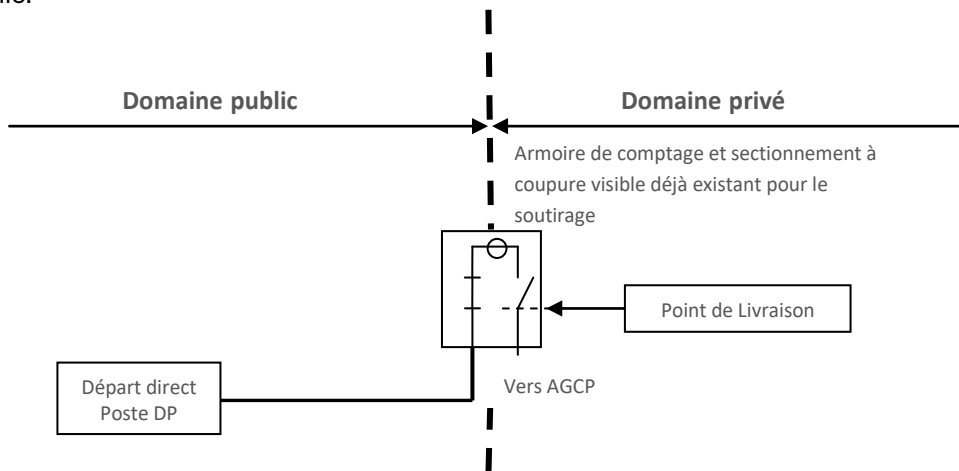 Domaine public
Domaine privé
Armoire de comptage et sectionnement à
coupure visible déjà existant pour le
soutirage
Point de Livraison
Départ direct
Poste DP
Vers AGCP